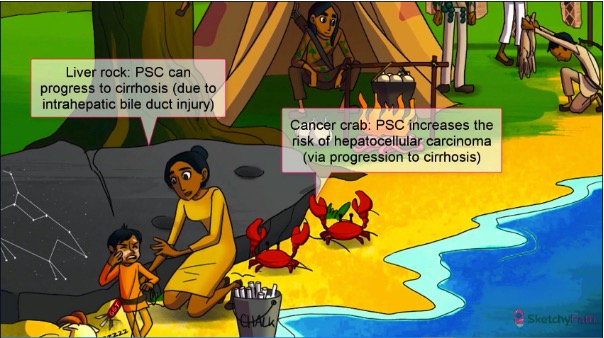 Liver rock: PSC can
progress to cirrhosis (due to
intrahepatic bile duct injury)
Cancer crab: PSC increases the
risk of hepatocellular carcinoma
(via progression to cirrhosis)
CHALK